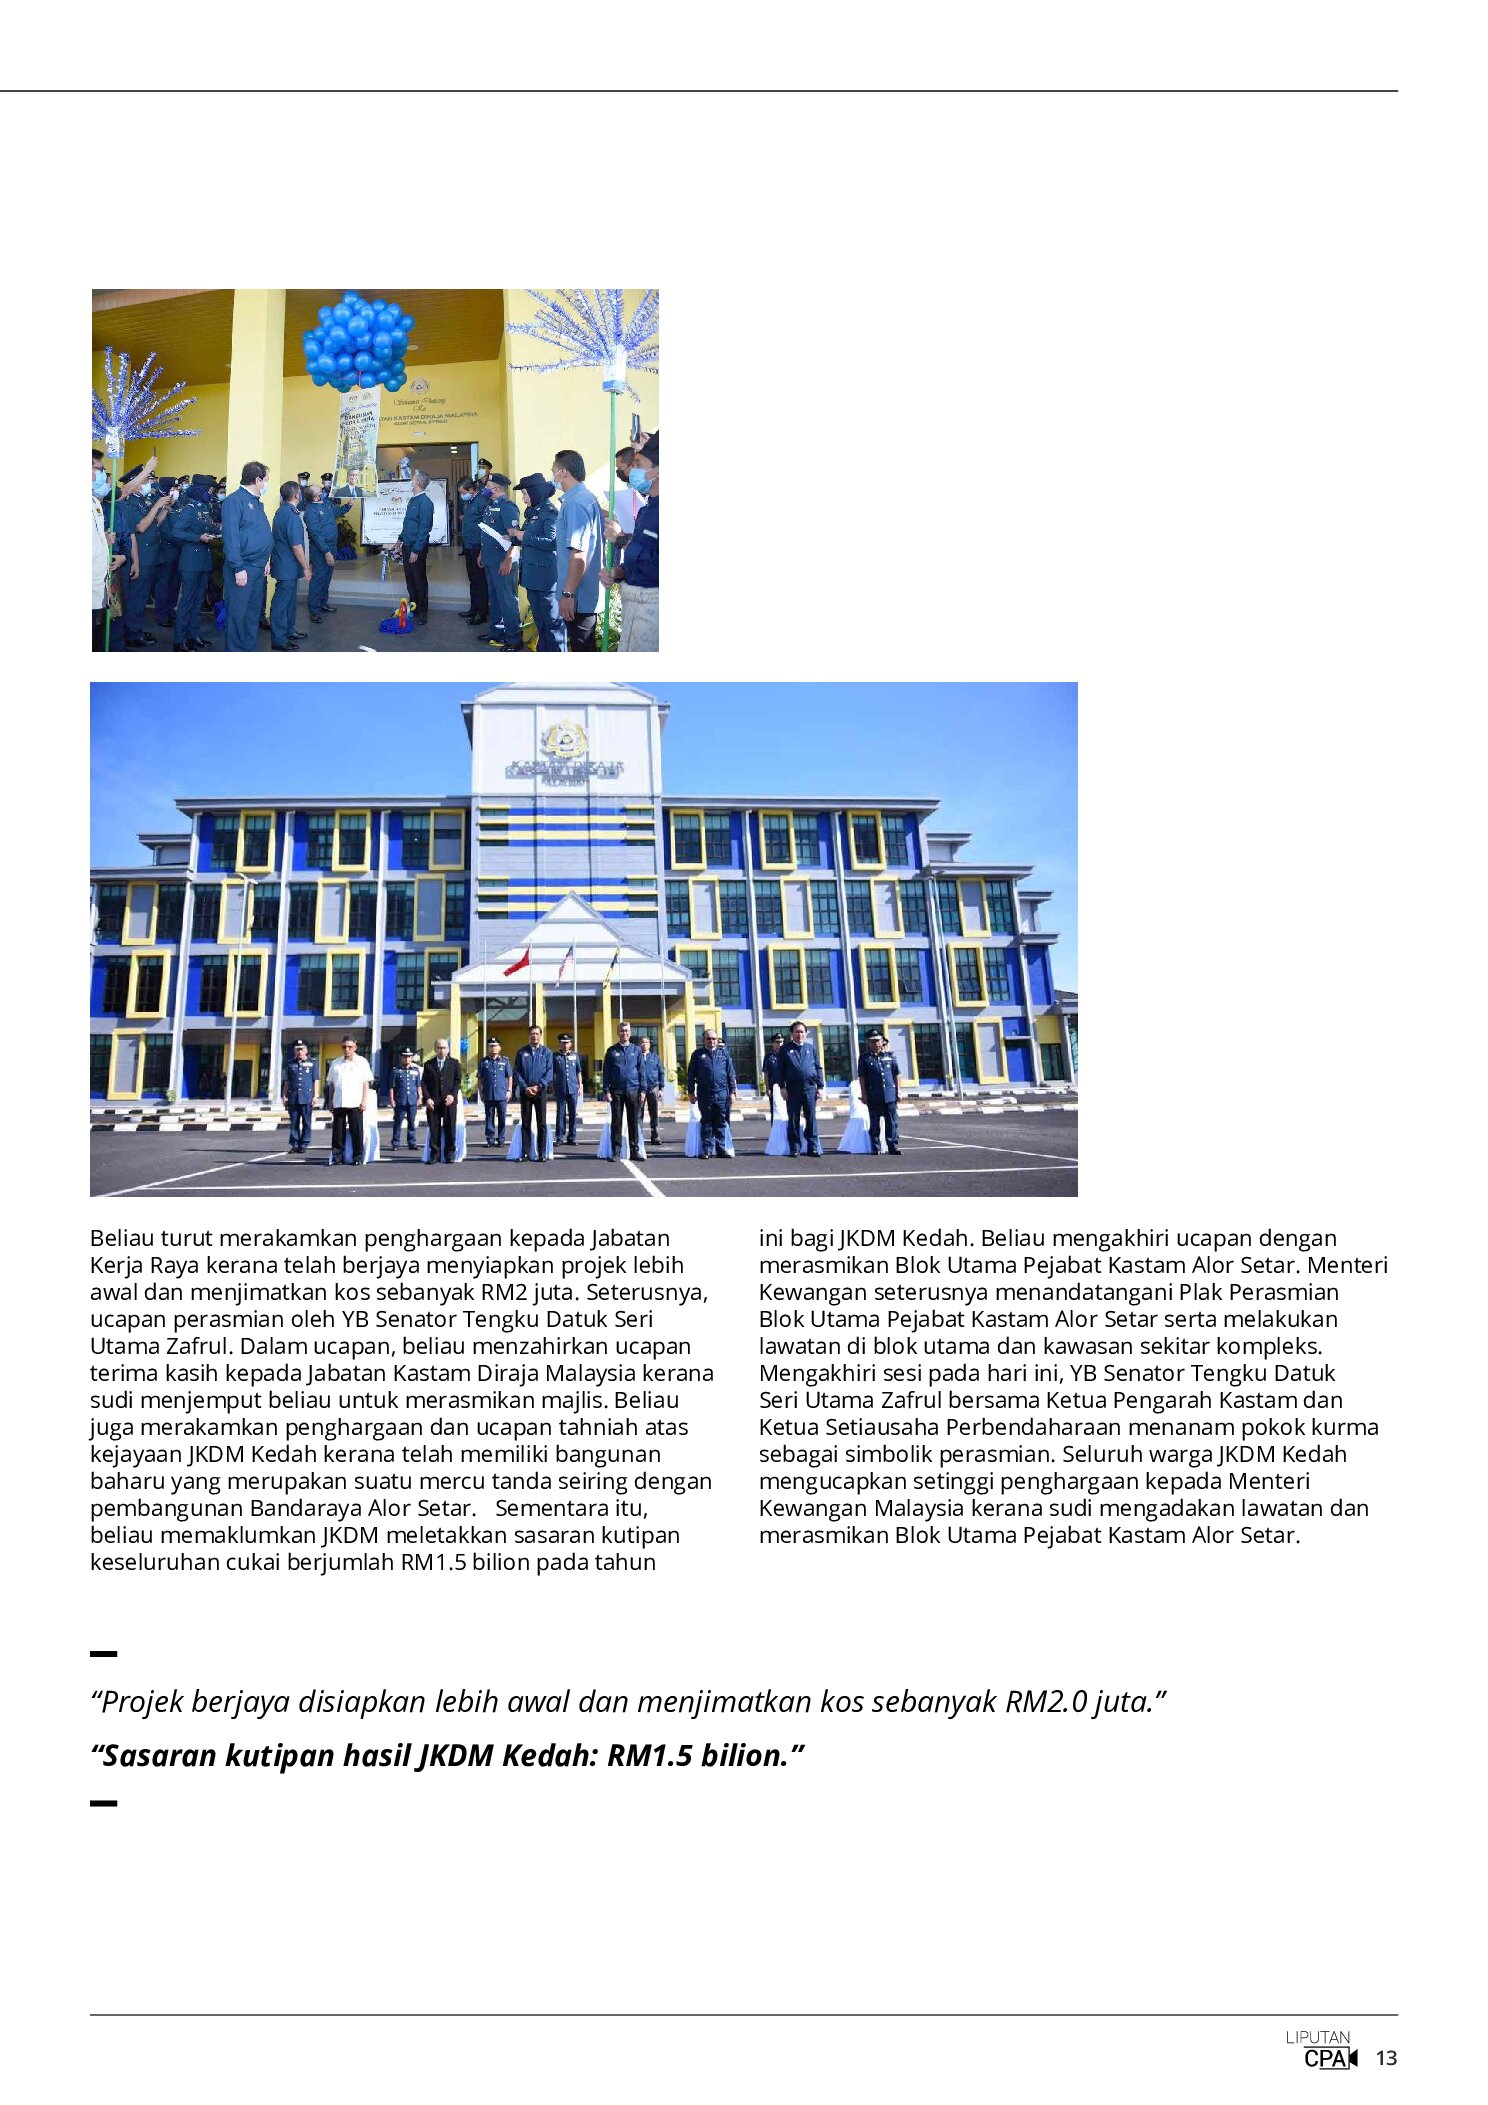 Selamat Datang
Ke
JABATAN KASTAM DIRAJA MALAYSIA
ALOR SETAR, KEDAH
KASTAM DIRAJA
Beliau turut merakamkan penghargaan kepada Jabatan
Kerja Raya kerana telah berjaya menyiapkan projek lebih
awal dan menjimatkan kos sebanyak RM2 juta. Seterusnya,
ucapan perasmian oleh YB Senator Tengku Datuk Seri
Utama Zafrul. Dalam ucapan, beliau menzahirkan ucapan
terima kasih kepada Jabatan Kastam Diraja Malaysia kerana
sudi menjemput beliau untuk merasmikan majlis. Beliau
juga merakamkan penghargaan dan ucapan tahniah atas
kejayaan JKDM Kedah kerana telah memiliki bangunan
baharu yang merupakan suatu mercu tanda seiring dengan
pembangunan Bandaraya Alor Setar.   Sementara itu,
beliau memaklumkan JKDM meletakkan sasaran kutipan
keseluruhan cukai berjumlah RM1.5 bilion pada tahun
ini bagi JKDM Kedah. Beliau mengakhiri ucapan dengan
merasmikan Blok Utama Pejabat Kastam Alor Setar. Menteri
Kewangan seterusnya menandatangani Plak Perasmian
Blok Utama Pejabat Kastam Alor Setar serta melakukan
lawatan di blok utama dan kawasan sekitar kompleks.
Mengakhiri sesi pada hari ini, YB Senator Tengku Datuk
Seri Utama Zafrul bersama Ketua Pengarah Kastam dan
Ketua Setiausaha Perbendaharaan menanam pokok kurma
sebagai simbolik perasmian. Seluruh warga JKDM Kedah
mengucapkan setinggi penghargaan kepada Menteri
Kewangan Malaysia kerana sudi mengadakan lawatan dan
merasmikan Blok Utama Pejabat Kastam Alor Setar.
“Projek berjaya disiapkan lebih awal dan menjimatkan kos sebanyak RM2.0 juta.”
“Sasaran kutipan hasil JKDM Kedah: RM1.5 bilion.”
LIPUTAN
CPA
13